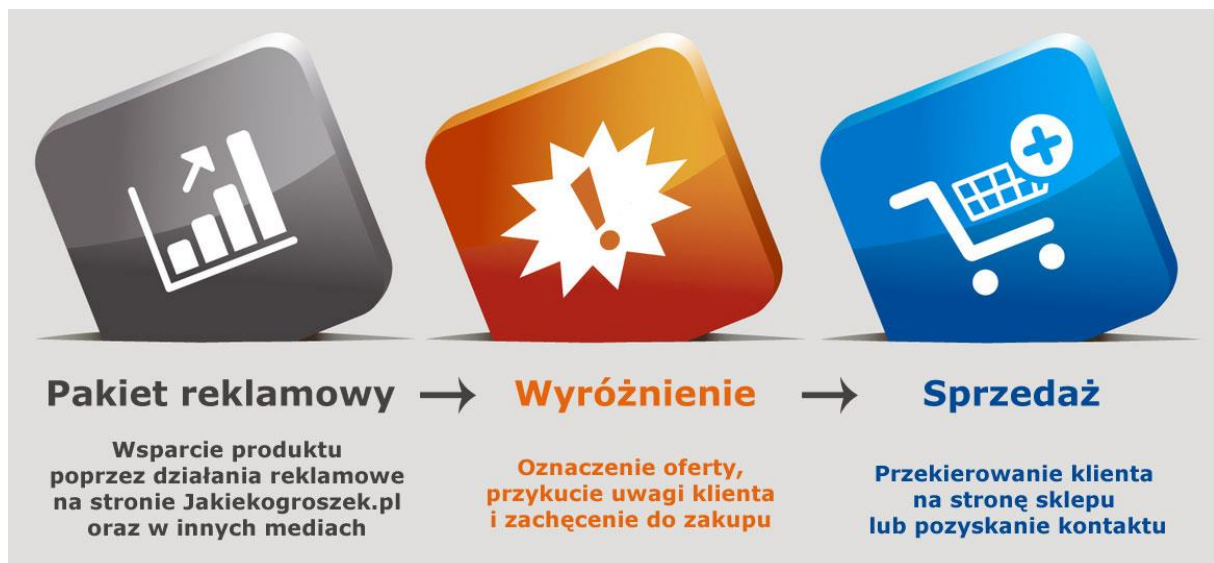 Pakiet reklamowy → Wyróżnienie → Sprzedaż
Wsparcie produktu
poprzez działania reklamowe
na stronie Jakiekogroszek.pl
oraz w innych mediach
Oznaczenie oferty,
przykucie uwagi klienta
i zachęcenie do zakupu
Przekierowanie klienta
na stronę sklepu
lub pozyskanie kontaktu